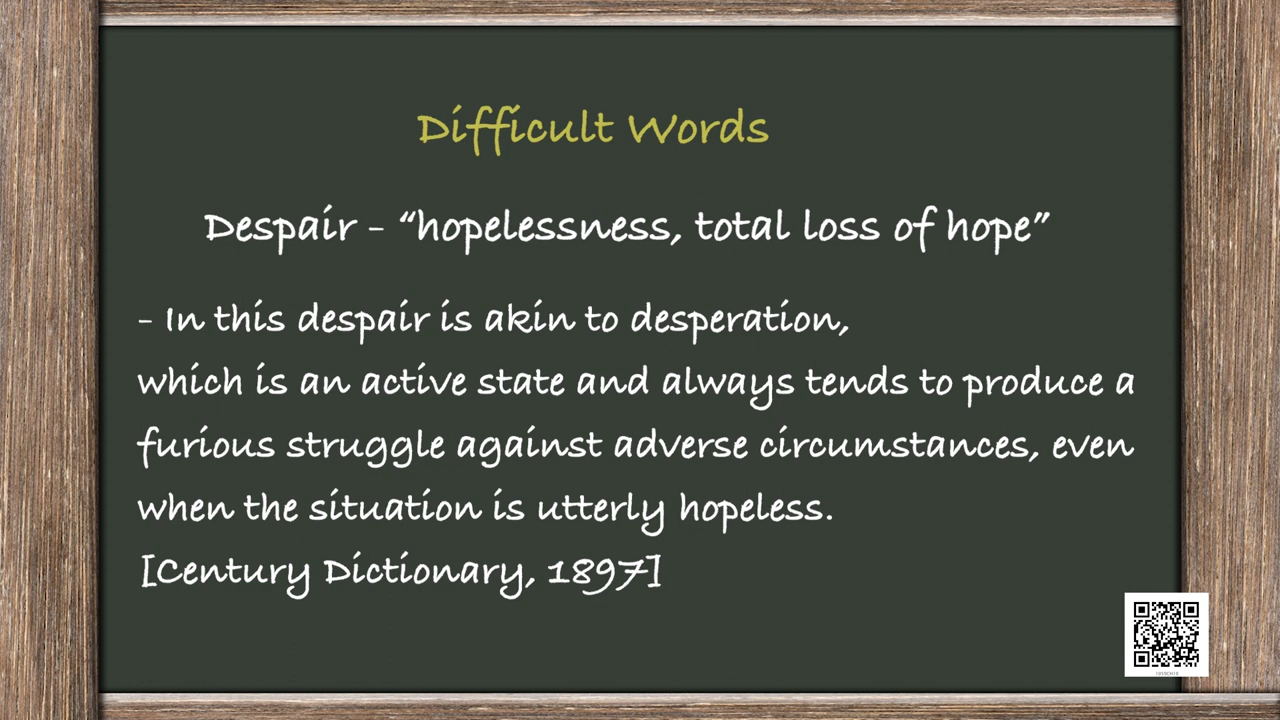 Difficult Words
Despair - “hopelessness, total loss of hope”
- In this despair is akin to desperation,
which is an active state and always tends to produce a
furious struggle against adverse circumstances, even
when the situation is utterly hopeless.
[Century Dictionary, 1897]